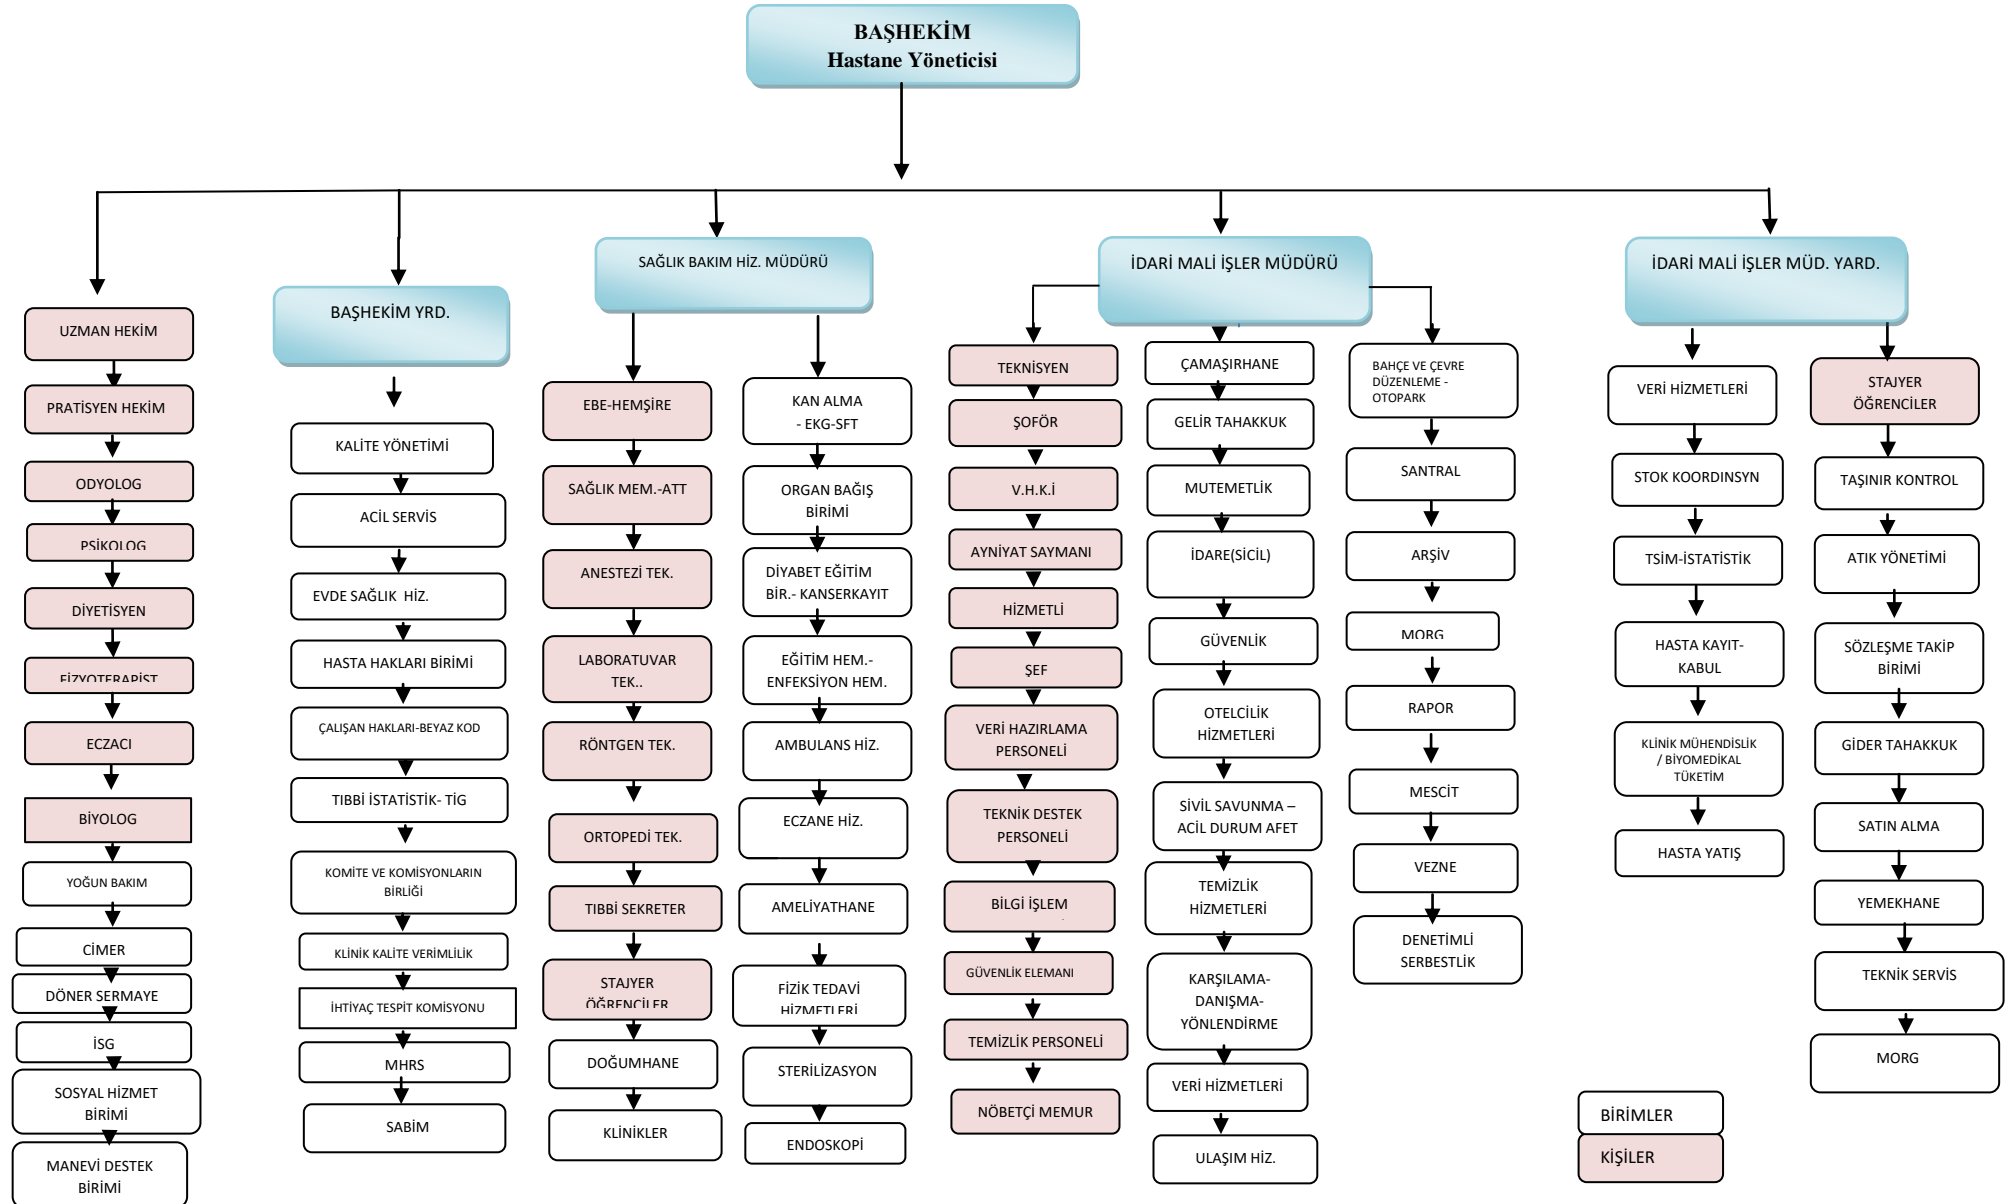 BAŞHEKİM
Hastane Yöneticisi
UZMAN HEKİM
PRATİSYEN HEKİM
ODYOLOG
PSİKOLOG
DİYETİSYEN
FİZYOTERAPİST
ECZACI
BİYOLOG
YOĞUN BAKIM
CİMER
DÖNER SERMAYE
İSG
SOSYAL HİZMET
BİRİMİ
MANEVİ DESTEK
BİRİMİ
BAŞHEKİM YRD.
KALİTE YÖNETİMİ
ACİL SERVİS
EVDE SAĞLIK HİZ.
HASTA HAKLARI BİRİMİ
ÇALIŞAN HAKLARI-BEYAZ KOD
TIBBİ İSTATİSTİK- TİG
KOMİTE VE KOMİSYONLARIN
BİRLİĞİ
KLİNİK KALİTE VERİMLİLİK
İHTİYAÇ TESPİT KOMİSYONU
MHRS
SABİM
SAĞLIK BAKIM HİZ. MÜDÜRÜ
EBE-HEMŞİRE
SAĞLIK MEM.-ATT
ANESTEZİ TEK.
LABORATUVAR
TEK..
RÖNTGEN TEK.
ORTOPEDİ TEK.
TIBBİ SEKRETER
STAJYER
ÖĞRENCİLER
DOĞUMHANE
KLİNİKLER
KAN ALMA
- EKG-SFT
ORGAN BAĞIŞ
BİRİMİ
DİYABET EĞİTİM
BİR.- KANSERKAYIT
EĞİTİM HEM.-
ENFEKSİYON HEM.
AMBULANS HİZ.
ECZANE HİZ.
AMELİYATHANE
FİZİK TEDAVİ
HİZMETLERİ
STERİLİZASYON
ENDOSKOPİ
İDARİ MALİ İŞLER MÜDÜRÜ
TEKNİSYEN
ŞOFÖR
V.H.K.İ
AYNİYAT SAYMANI
HİZMETLİ
ŞEF
VERİ HAZIRLAMA
PERSONELİ
TEKNİK DESTEK
PERSONELİ
BİLGİ İŞLEM
GÜVENLİK ELEMANI
TEMİZLİK PERSONELİ
NÖBETÇİ MEMUR
ÇAMAŞIRHANE
GELİR TAHAKKUK
MUTEMETLİK
İDARE(SİCİL)
GÜVENLİK
OTELCİLİK
HİZMETLERİ
SİVİL SAVUNMA –
ACİL DURUM AFET
TEMİZLİK
HİZMETLERİ
KARŞILAMA-
DANIŞMA-
YÖNLENDİRME
VERİ HİZMETLERİ
ULAŞIM HİZ.
BAHÇE VE ÇEVRE
DÜZENLEME -
OTOPARK
SANTRAL
ARŞİV
MORG
RAPOR
MESCİT
VEZNE
DENETİMLİ
SERBESTLİK
İDARİ MALİ İŞLER MÜD. YARD.
VERİ HİZMETLERİ
STOK KOORDINSYN
TSİM-İSTATİSTİK
HASTA KAYIT-
KABUL
KLİNİK MÜHENDİSLİK
/ BİYOMEDİKAL
TÜKETİM
HASTA YATIŞ
STAJYER
ÖĞRENCİLER
TAŞINIR KONTROL
ATIK YÖNETİMİ
SÖZLEŞME TAKİP
BİRİMİ
GİDER TAHAKKUK
SATIN ALMA
YEMEKHANE
TEKNİK SERVİS
MORG
BİRİMLER
KİŞİLER